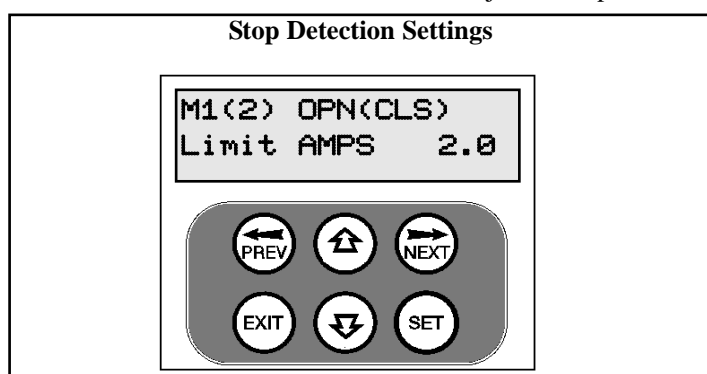 Stop Detection Settings
M1(2) OPN(CLS)
Limit AMPS 2.0
PREV NEXT
EXIT SET